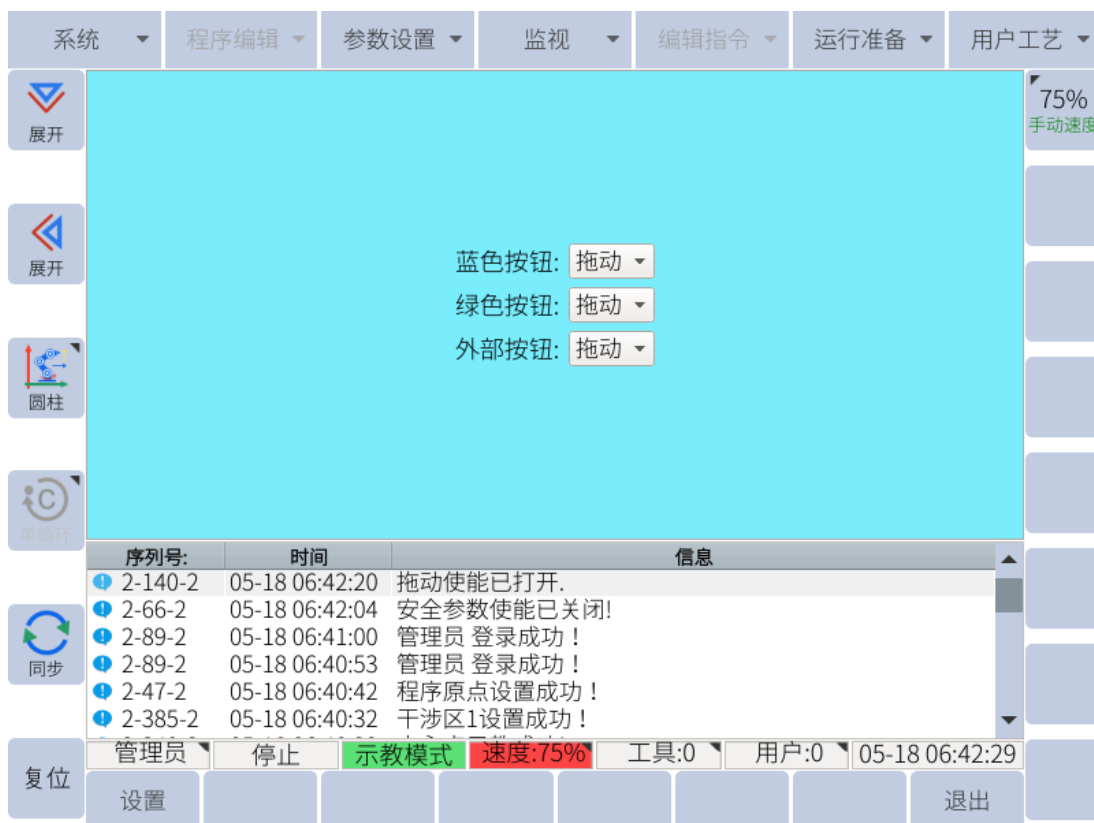 系统 程序编辑 参数设置 监视 编辑指令 运行准备 用户工艺
75%
手动速度
展开
展开
圆柱
C
单循环
同步
复位
蓝色按钮: 拖动
绿色按钮: 拖动
外部按钮: 拖动
序列号: 时间 信息
2-140-2 05-18 06:42:20 拖动使能已打开.
2-66-2 05-18 06:42:04 安全参数使能已关闭!
2-89-2 05-18 06:41:00 管理员 登录成功！
2-89-2 05-18 06:40:53 管理员 登录成功！
2-47-2 05-18 06:40:42 程序原点设置成功！
2-385-2 05-18 06:40:32 干涉区1设置成功！
管理员 停止 示教模式 速度:75% 工具:0 用户:0 05-18 06:42:29
设置 退出